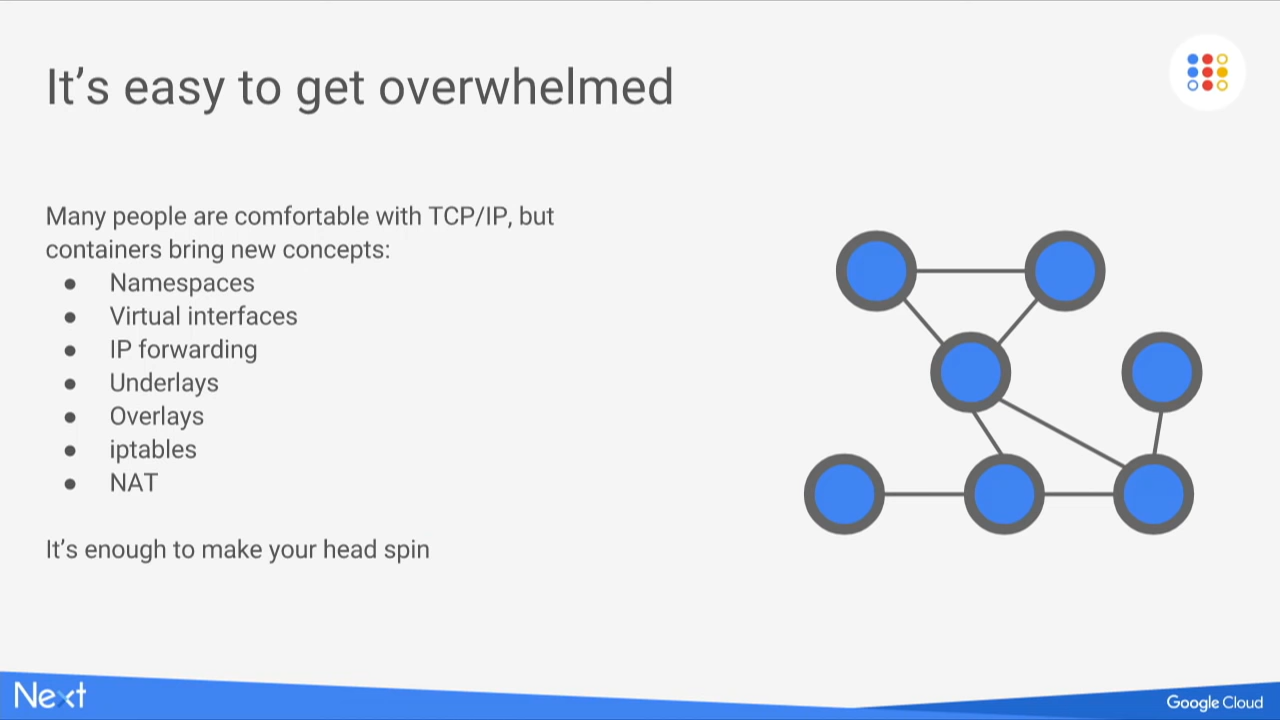 It’s easy to get overwhelmed
Many people are comfortable with TCP/IP, but
containers bring new concepts:
● Namespaces
● Virtual interfaces
● IP forwarding
● Underlays
● Overlays
● iptables
● NAT
It’s enough to make your head spin
Next
Google Cloud